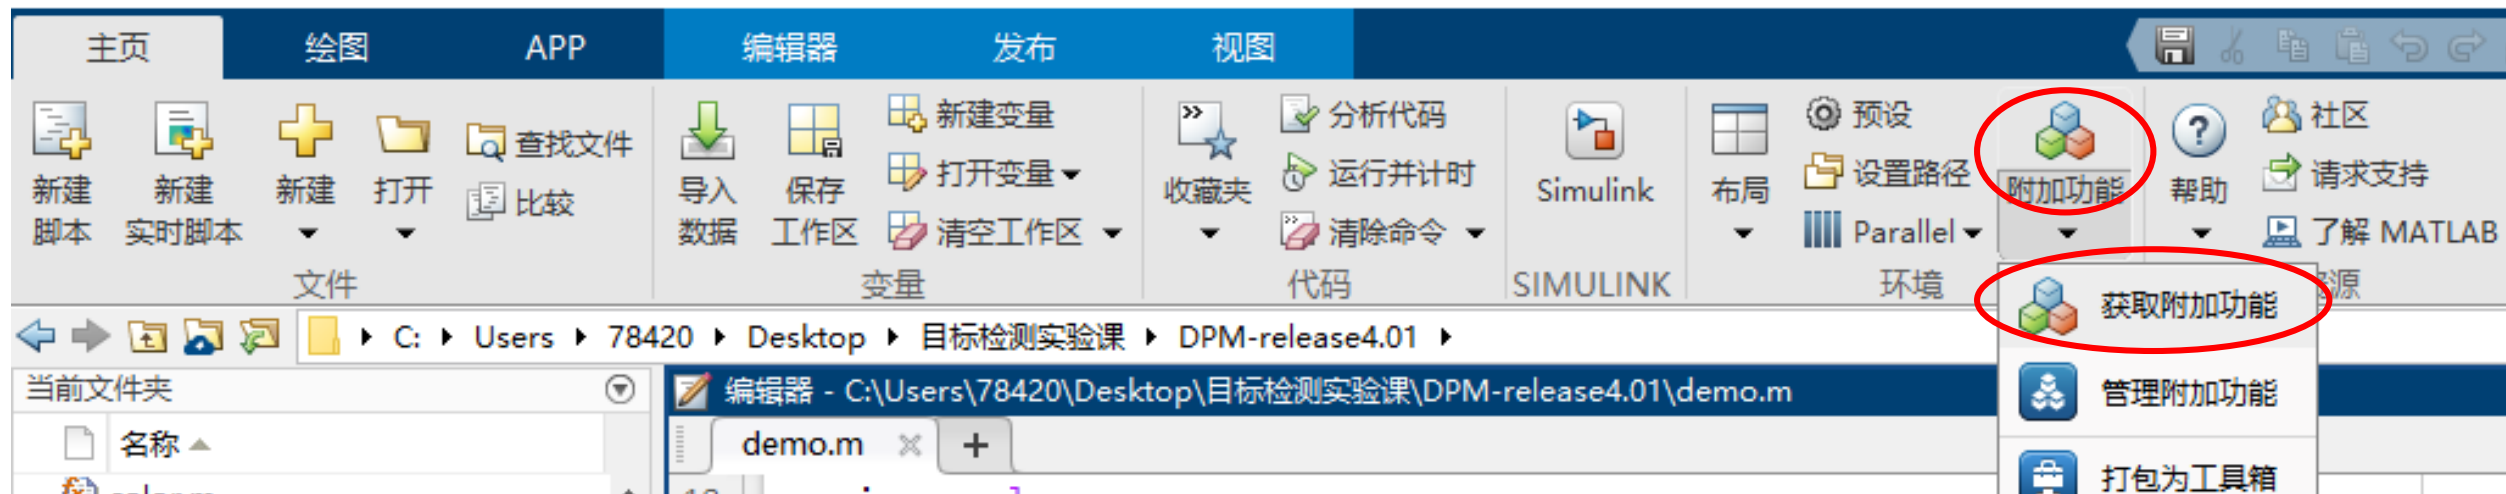 主页 绘图 APP 编辑器 发布 视图
新建
脚本
新建
实时脚本
新建
打开
查找文件
比较
文件
导入
数据
保存
工作区
新建变量
打开变量
清空工作区
变量
收藏夹
分析代码
运行并计时
清除命令
代码
Simulink
SIMULINK
布局
预设
设置路径
Parallel
环境
附加功能
帮助
社区
请求支持
了解 MATLAB
源
获取附加功能
管理附加功能
打包为工具箱
C: Users 78420 Desktop 目标检测实验课 DPM-release4.01
当前文件夹
名称
编辑器 - C:\Users\78420\Desktop\目标检测实验课\DPM-release4.01\demo.m
demo.m